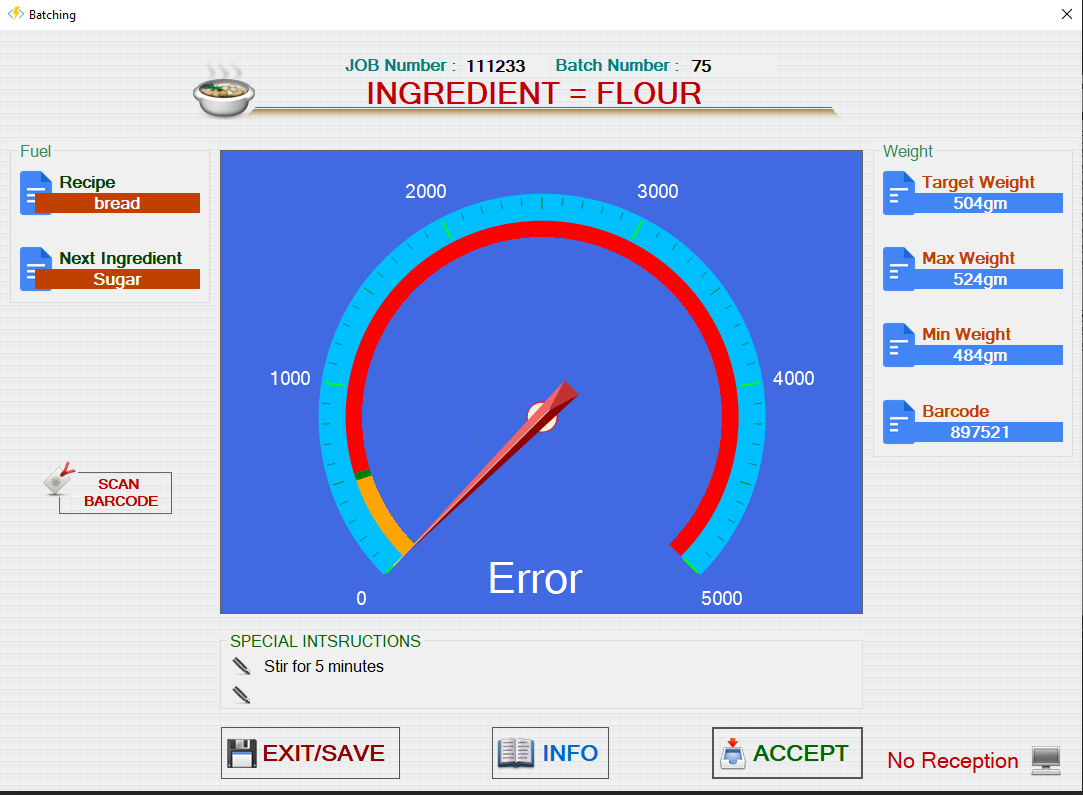 Batching
JOB Number : 111233 Batch Number : 75
INGREDIENT = FLOUR
Fuel
Recipe
bread
Next Ingredient
Sugar
SCAN
BARCODE
2000
3000
1000
4000
0
5000
Error
Weight
Target Weight
504gm
Max Weight
524gm
Min Weight
484gm
Barcode
897521
SPECIAL INTSRUCTIONS
Stir for 5 minutes
EXIT/SAVE
INFO
ACCEPT
No Reception